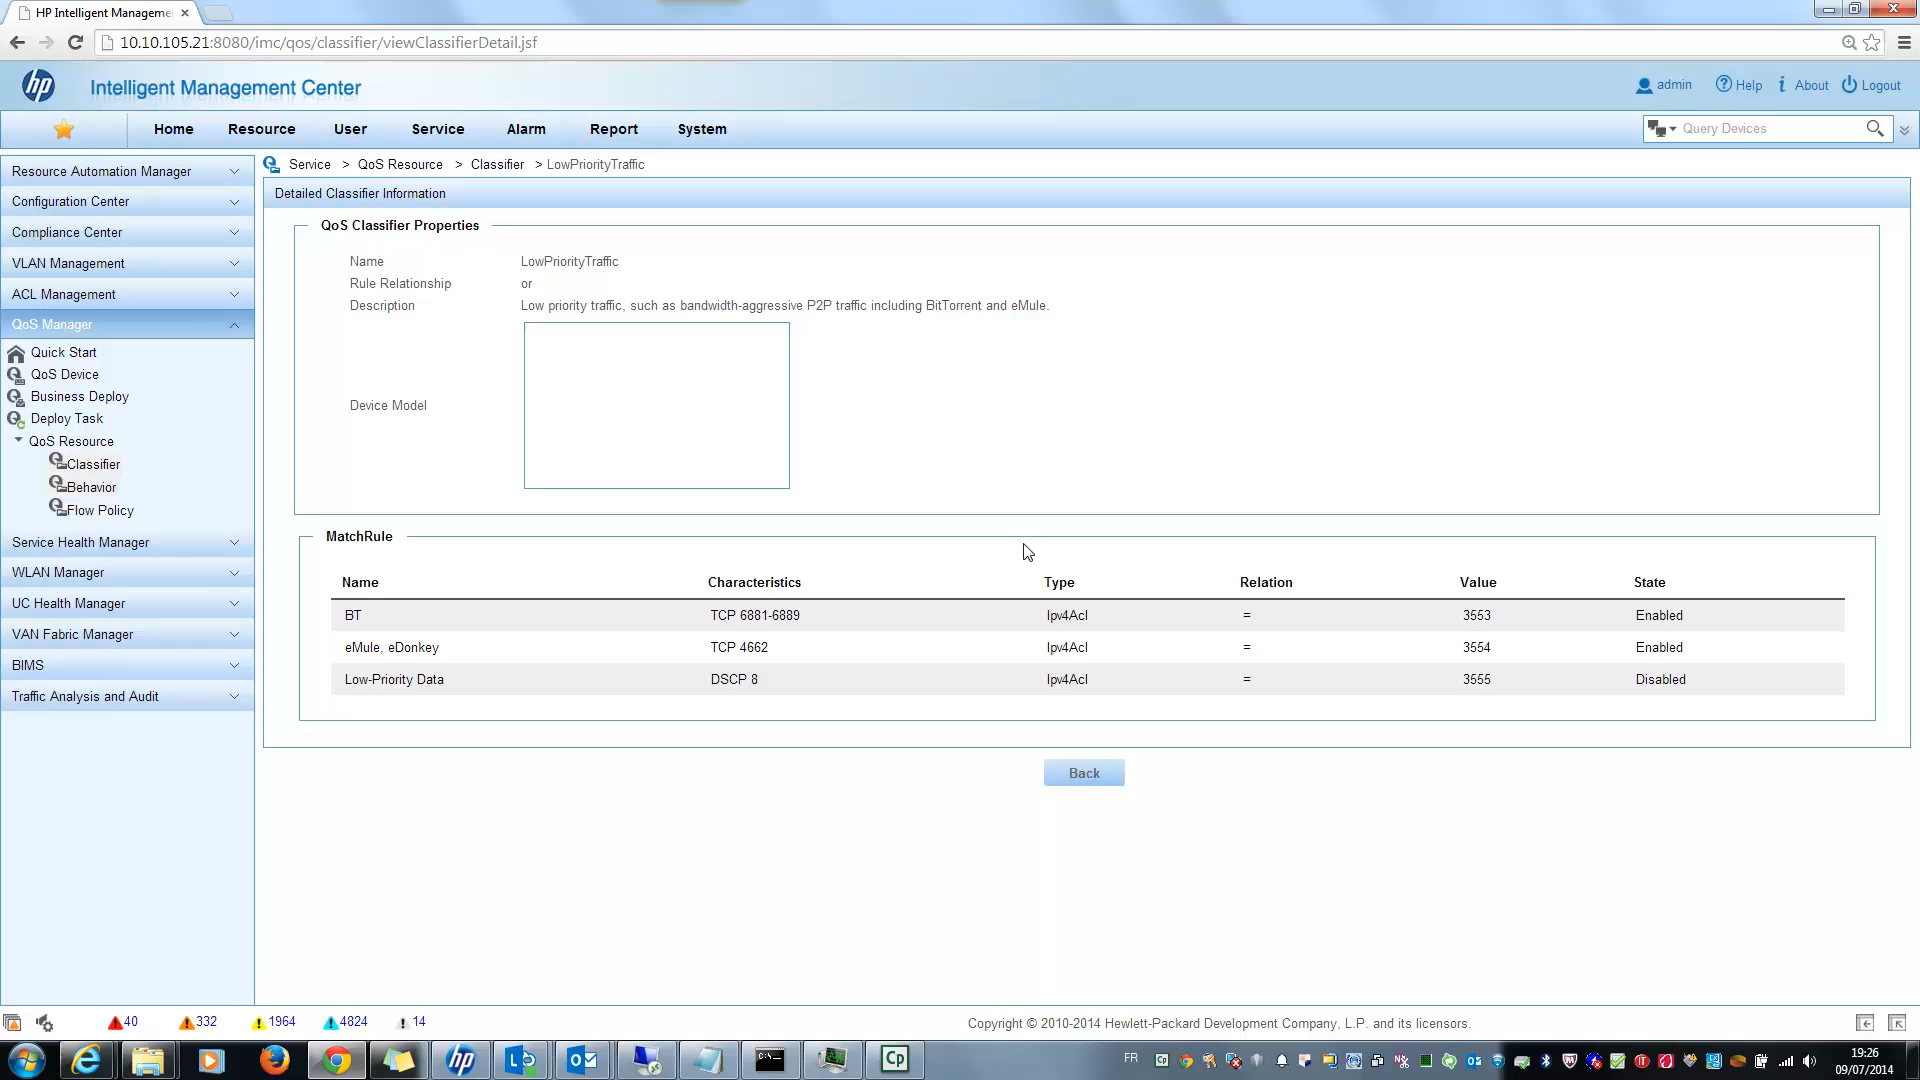 HP Intelligent Manageme
10.10.105.21:8080/imc/qos/classifier/viewClassifierDetail.jsf
hp
Intelligent Management Center
admin
Help
About
Logout
Home
Resource
User
Service
Alarm
Report
System
Query Devices
Resource Automation Manager
Configuration Center
Compliance Center
VLAN Management
ACL Management
QoS Manager
Quick Start
QoS Device
Business Deploy
Deploy Task
QoS Resource
Classifier
Behavior
Flow Policy
Service Health Manager
WLAN Manager
UC Health Manager
VAN Fabric Manager
BIMS
Traffic Analysis and Audit
Service > QoS Resource > Classifier > LowPriorityTraffic
Detailed Classifier Information
QoS Classifier Properties
Name LowPriorityTraffic
Rule Relationship or
Description Low priority traffic, such as bandwidth-aggressive P2P traffic including BitTorrent and eMule.
Device Model
MatchRule
Name Characteristics Type Relation Value State
BT TCP 6881-6889 Ipv4Acl = 3553 Enabled
eMule, eDonkey TCP 4662 Ipv4Acl = 3554 Enabled
Low-Priority Data DSCP 8 Ipv4Acl = 3555 Disabled
Back
40 332 1964 4824 14
Copyright © 2010-2014 Hewlett-Packard Development Company, L.P. and its licensors.
hp
Cp
FR
19:26
09/07/2014